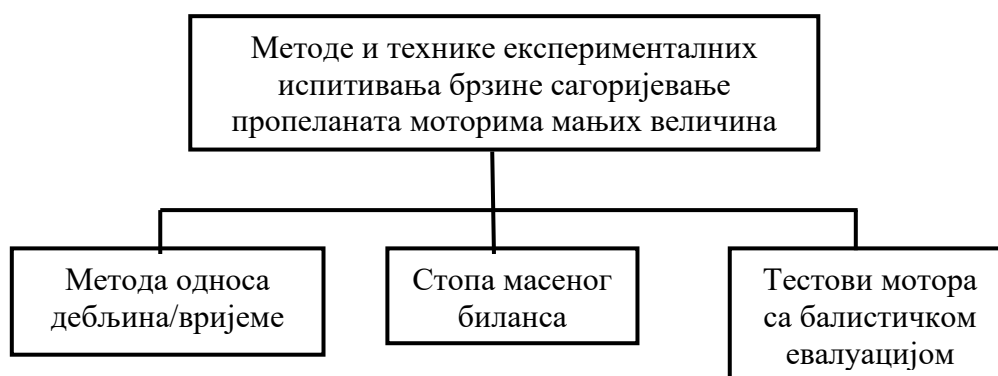 Методе и технике експерименталних
испитивања брзине сагоријевање
пропеланата моторима мањих величина
Метода односа
дебљина/вријеме
Стопа масеног
биланса
Тестови мотора
са балистичком
евалуацијом